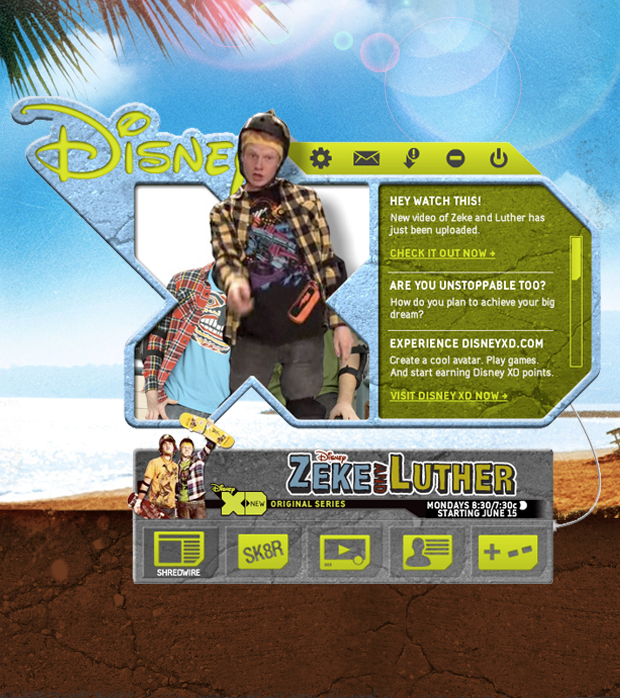 Disney
HEY WATCH THIS!
New video of Zeke and Luther has
just been uploaded.
CHECK IT OUT NOW
ARE YOU UNSTOPPABLE TOO?
How do you plan to achieve your big
dream?
EXPERIENCE DISNEYXD.COM
Create a cool avatar. Play games.
And start earning Disney XD points.
VISIT DISNEY XD NOW
Disney
ZEKE AND LUTHER
Disney
XD NEW ORIGINAL SERIES
MONDAYS 8:30/7:30c
STARTING JUNE 15
SK8R
SHREDWIRE